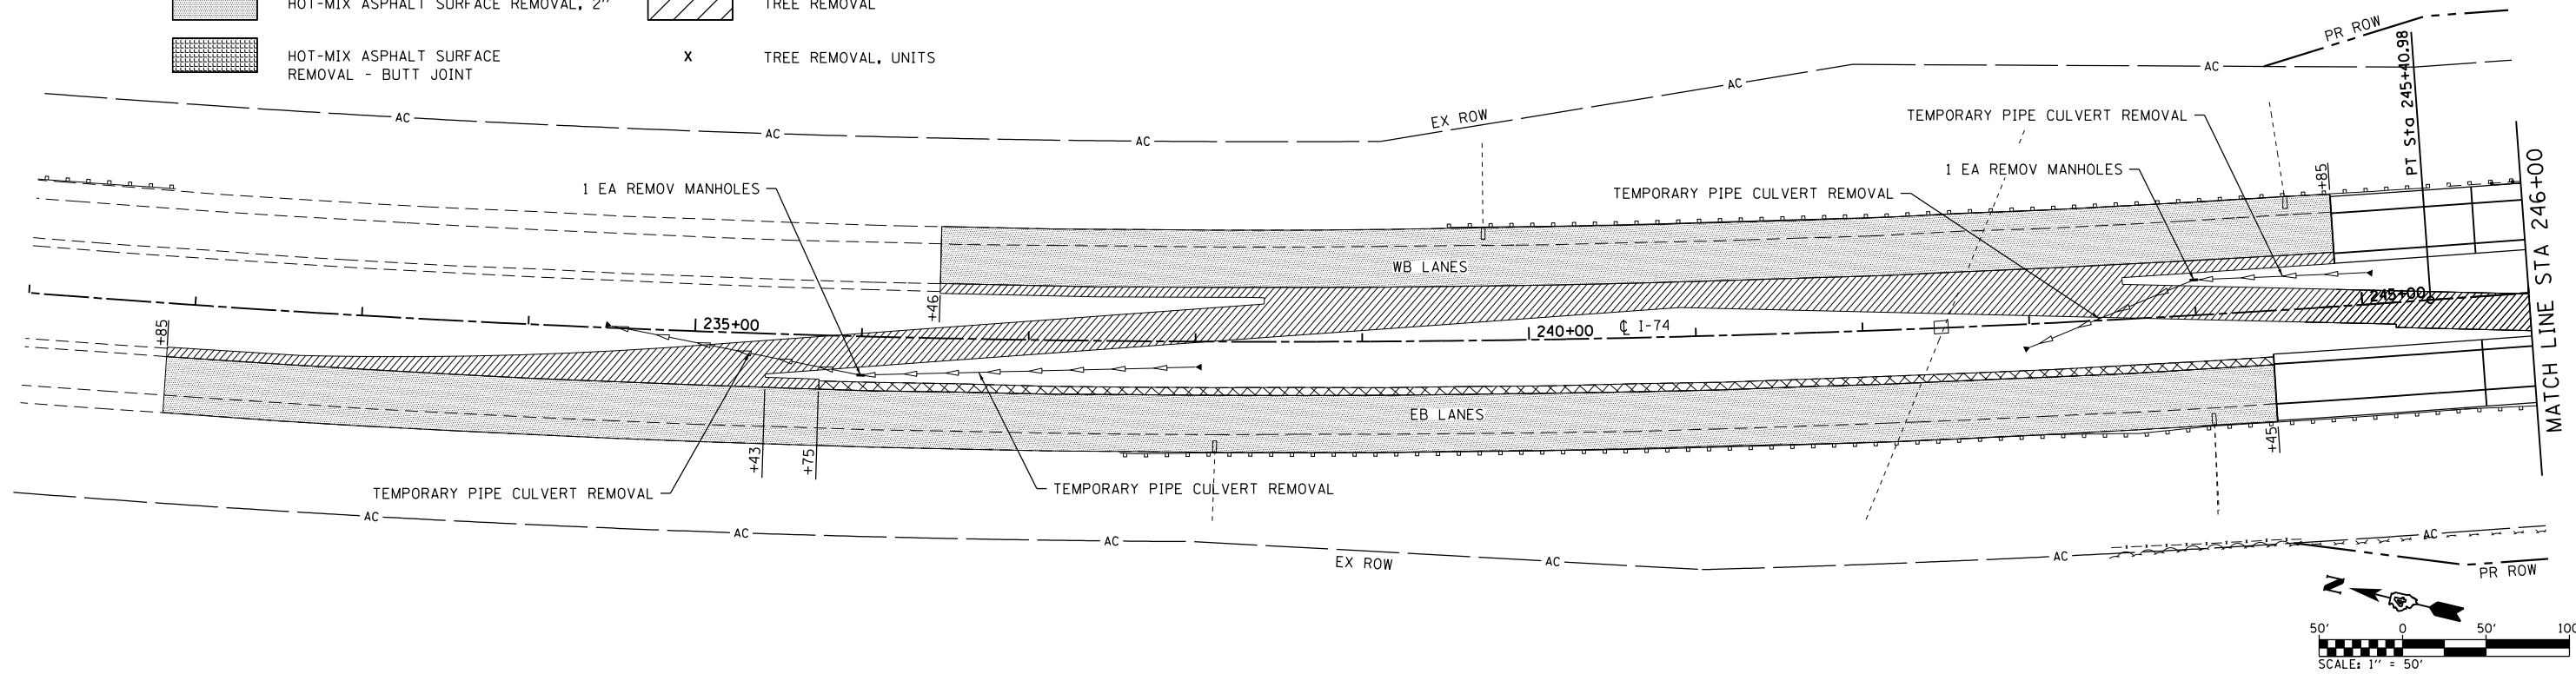 HOT-MIX ASPHALT SURFACE REMOVAL, 2"
TREE REMOVAL
HOT-MIX ASPHALT SURFACE
REMOVAL - BUTT JOINT
X
TREE REMOVAL, UNITS
PR ROW
AC
AC
EX ROW
AC
AC
AC
PT Sta 245+40.98
TEMPORARY PIPE CULVERT REMOVAL
1 EA REMOV MANHOLES
TEMPORARY PIPE CULVERT REMOVAL
1 EA REMOV MANHOLES
+85
MATCH LINE STA 246+00
WB LANES
+46
+85
235+00
240+00
℄ I-74
245+00
EB LANES
+43
+75
+45
TEMPORARY PIPE CULVERT REMOVAL
TEMPORARY PIPE CULVERT REMOVAL
AC
AC
AC
EX ROW
AC
AC
AC
PR ROW
N
50' 0 50' 100
SCALE: 1" = 50'